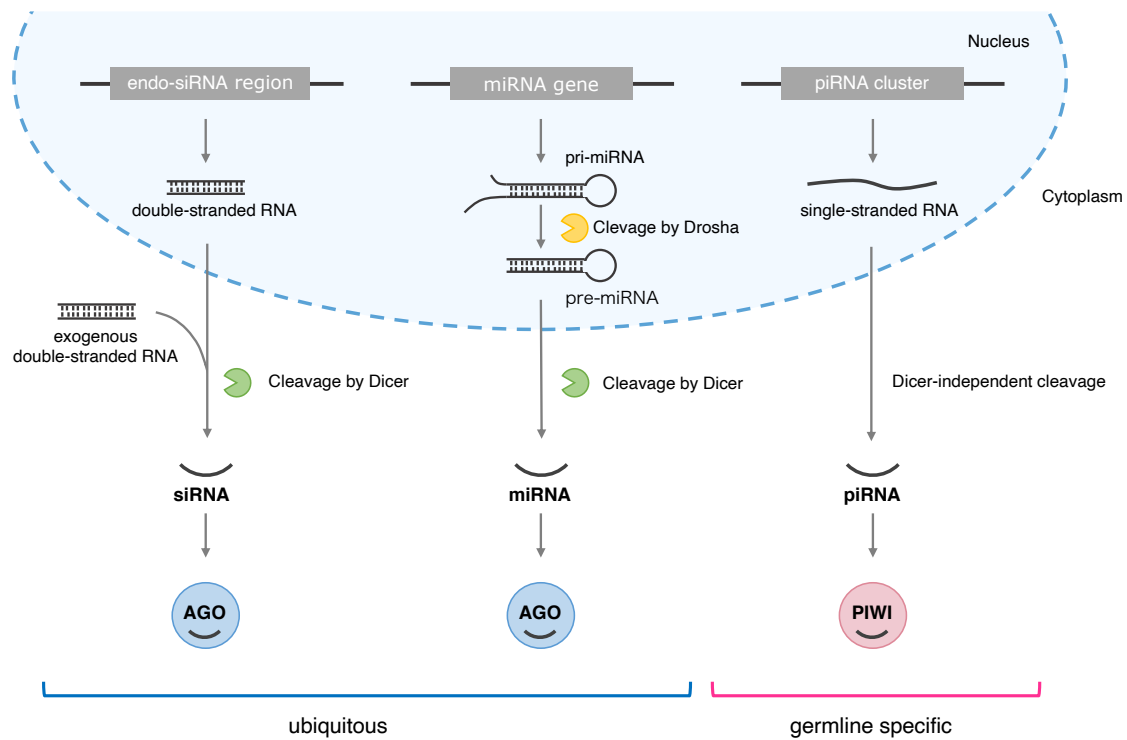 Nucleus
endo-siRNA region
miRNA gene
piRNA cluster
pri-miRNA
double-stranded RNA
single-stranded RNA
Cytoplasm
Clevage by Drosha
pre-miRNA
exogenous
double-stranded RNA
Cleavage by Dicer
Cleavage by Dicer
Dicer-independent cleavage
siRNA
miRNA
piRNA
AGO
AGO
PIWI
ubiquitous
germline specific